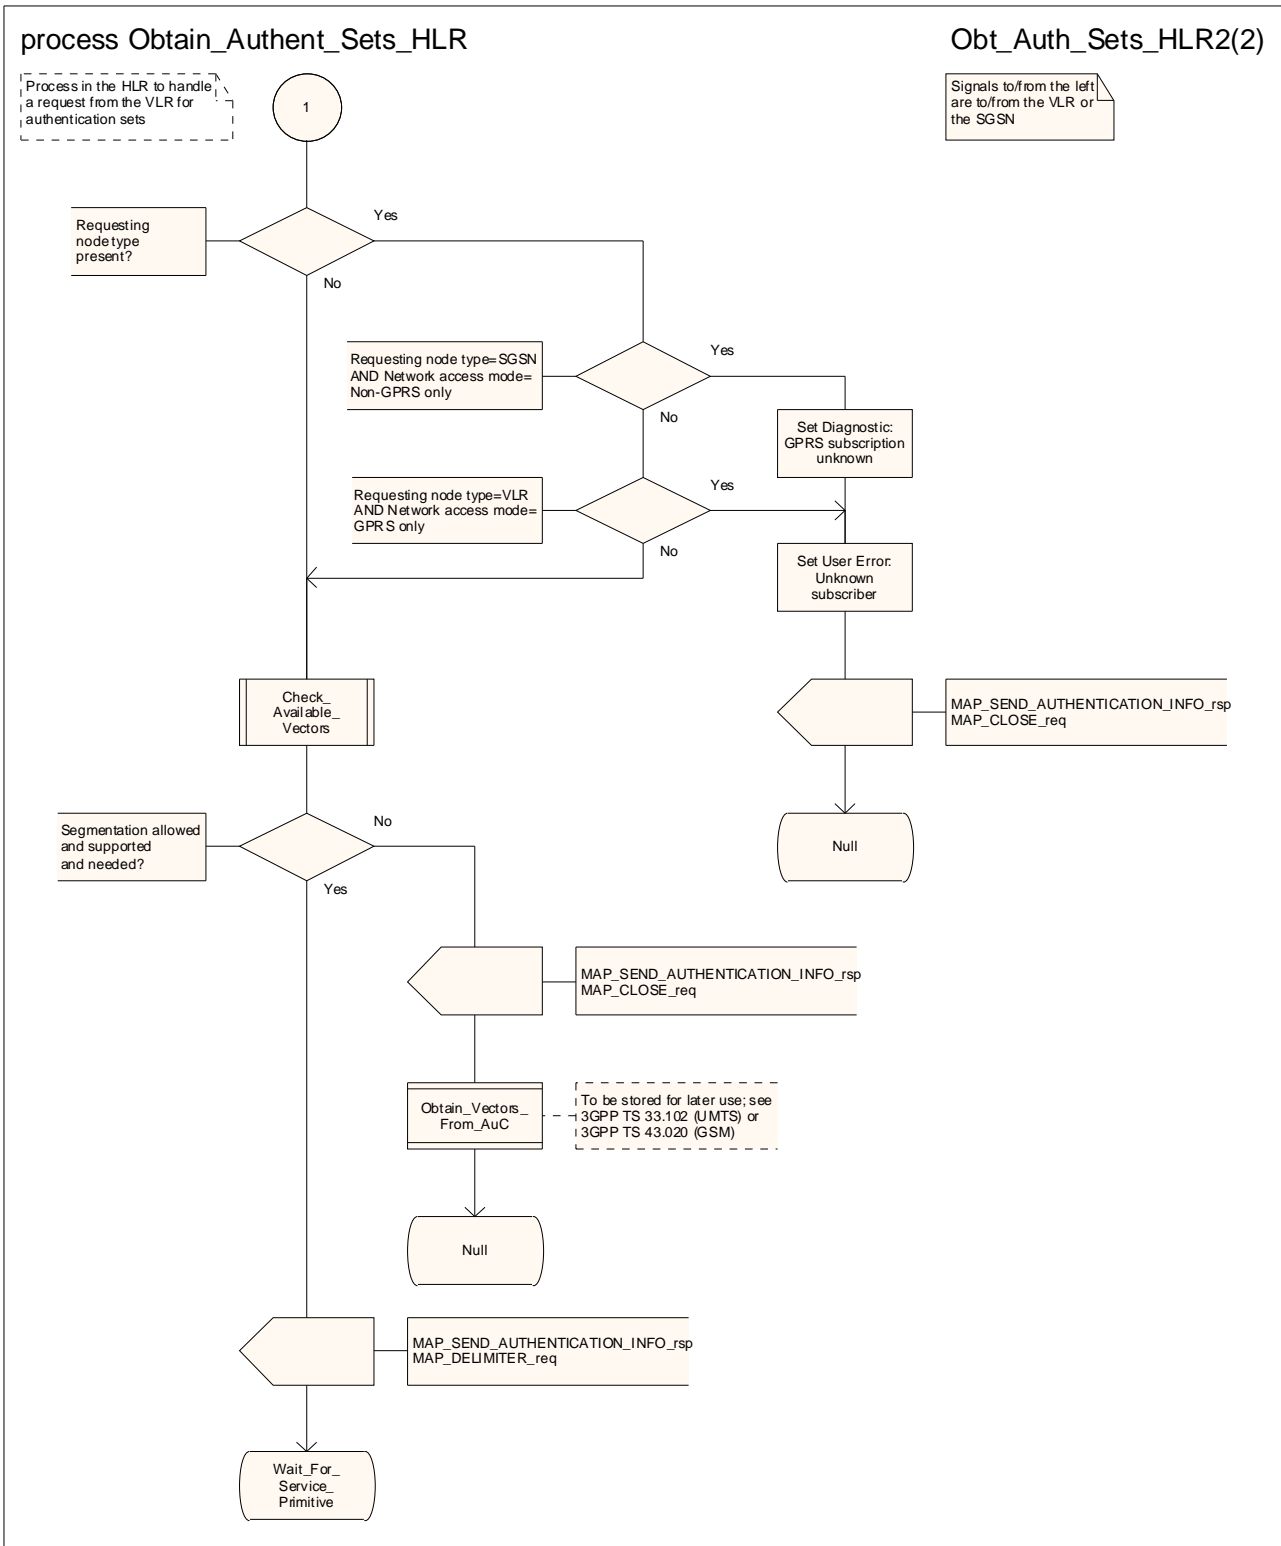 process Obtain_Authent_Sets_HLR
Obt_Auth_Sets_HLR2(2)
Process in the HLR to handle
a request from the VLR for
authentication sets
1
Signals to/from the left
are to/from the VLR or
the SGSN
Requesting
node type
present?
Yes
No
Requesting node type=SGSN
AND Network access mode=
Non-GPRS only
Yes
No
Set Diagnostic:
GPRS subscription
unknown
Requesting node type=VLR
AND Network access mode=
GPRS only
Yes
No
Set User Error:
Unknown
subscriber
Check_
Available_
Vectors
MAP_SEND_AUTHENTICATION_INFO_rsp
MAP_CLOSE_req
Segmentation allowed
and supported
and needed?
No
Yes
Null
MAP_SEND_AUTHENTICATION_INFO_rsp
MAP_CLOSE_req
Obtain_Vectors_
From_AuC
To be stored for later use; see
3GPP TS 33.102 (UMTS) or
3GPP TS 43.020 (GSM)
Null
MAP_SEND_AUTHENTICATION_INFO_rsp
MAP_DELIMITER_req
Wait_For_
Service_
Primitive